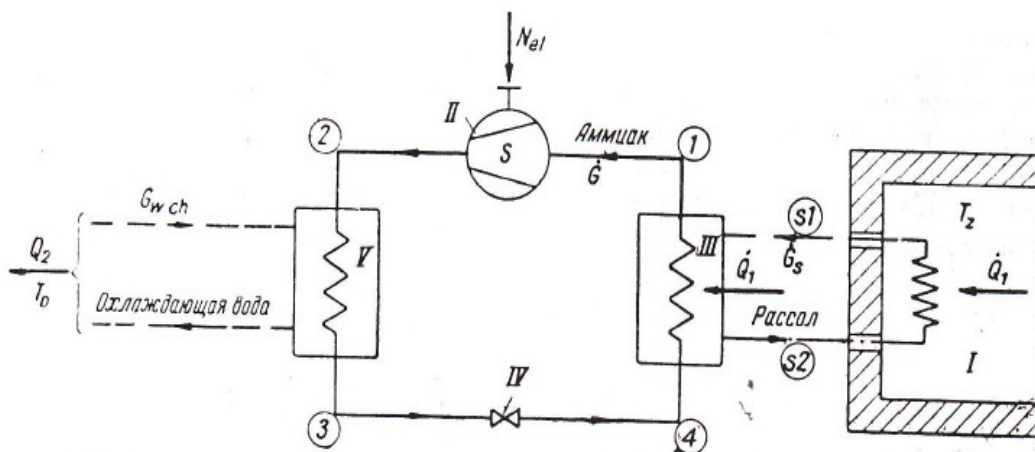 N_el
II
2
S
Аммиак
Ġ
1
G_w ch
Q_2
T_0
Охлаждающая вода
V
III
Q̇_1
s1
Ġ_s
Рассол
s2
T_z
Q̇_1
I
IV
3
4